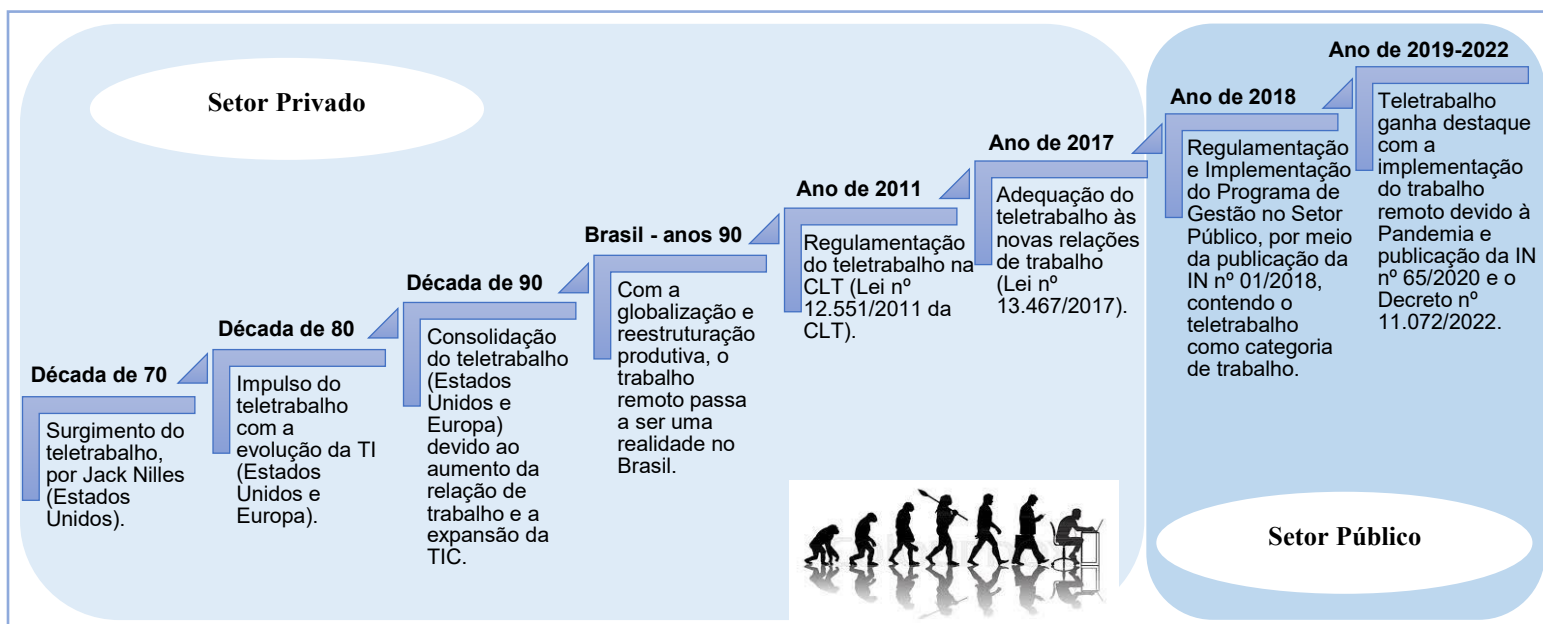 Setor Privado
Década de 70
Surgimento do
teletrabalho,
por Jack Nilles
(Estados
Unidos).
Década de 80
Impulso do
teletrabalho
com a
evolução da TI
(Estados
Unidos e
Europa).
Década de 90
Consolidação
do teletrabalho
(Estados
Unidos e
Europa)
devido ao
aumento da
relação de
trabalho e a
expansão da
TIC.
Brasil - anos 90
Com a
globalização e
reestruturação
produtiva, o
trabalho
remoto passa
a ser uma
realidade no
Brasil.
Ano de 2011
Regulamentação
do teletrabalho na
CLT (Lei nº
12.551/2011 da
CLT).
Ano de 2017
Adequação do
teletrabalho às
novas relações
de trabalho
(Lei nº
13.467/2017).
Ano de 2018
Regulamentação
e Implementação
do Programa de
Gestão no Setor
Público, por meio
da publicação da
IN nº 01/2018,
contendo o
teletrabalho
como categoria
de trabalho.
Ano de 2019-2022
Teletrabalho
ganha destaque
com a
implementação
do trabalho
remoto devido à
Pandemia e
publicação da IN
nº 65/2020 e o
Decreto nº
11.072/2022.
Setor Público